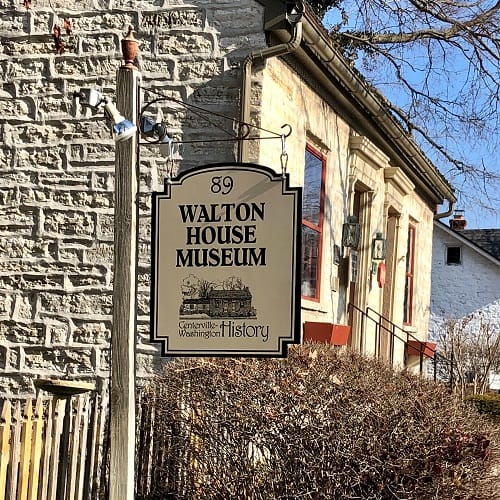 89
WALTON
HOUSE
MUSEUM
Centerville-
Washington History